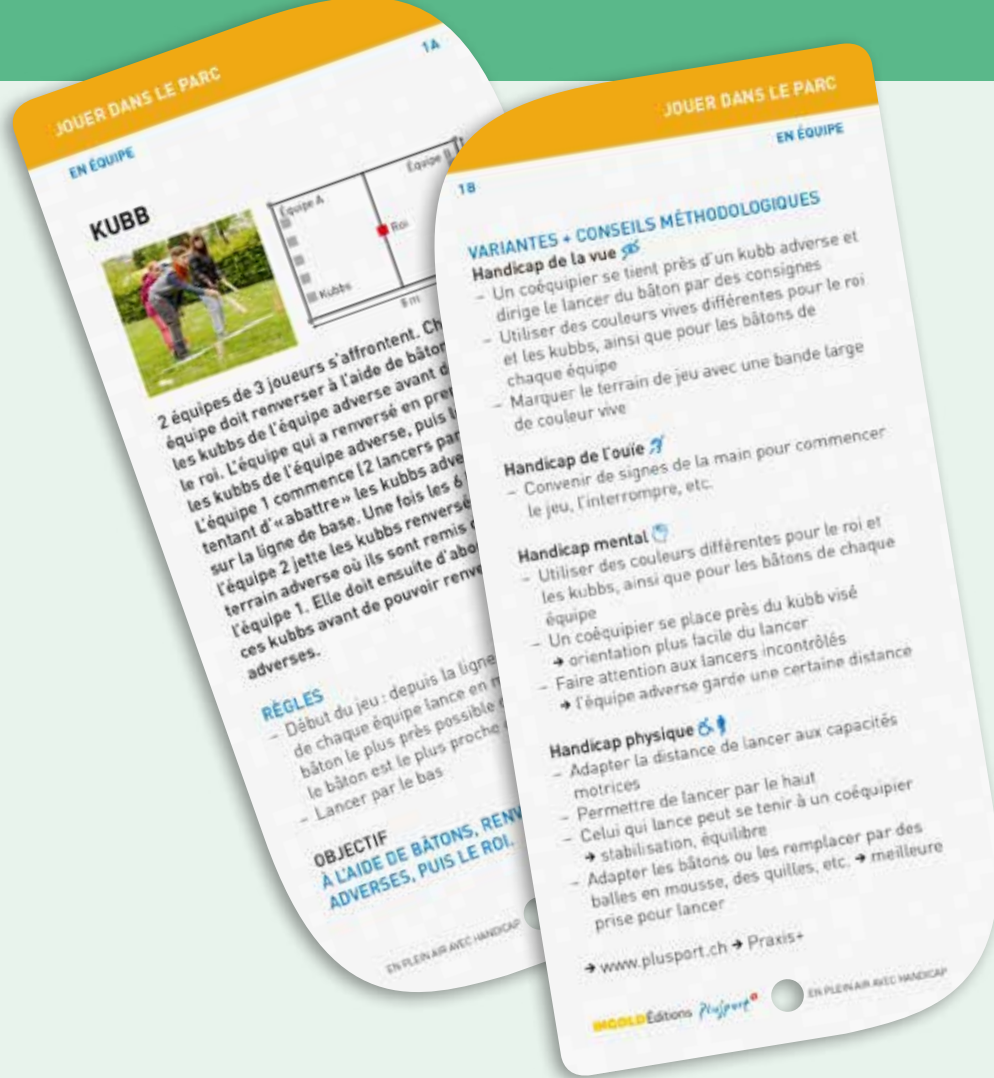 JOUER DANS LE PARC
1A
EN ÉQUIPE
KUBB
Équipe A
Équipe
Roi
Kubbs
8 m
2 équipes de 3 joueurs s'affrontent. Ch
équipe doit renverser à l'aide de bâton
les kubbs de l'équipe adverse avant d
le roi. L'équipe qui a renversé en pre
les kubbs de l'équipe adverse, puis l
L'équipe 1 commence (2 lancers par
tentant d'«abattre» les kubbs adve
sur la ligne de base. Une fois les 6
l'équipe 2 jette les kubbs renversé
terrain adverse où ils sont remis
l'équipe 1. Elle doit ensuite d'abo
ces kubbs avant de pouvoir renve
adverses.
RÈGLES
– Début du jeu : depuis la ligne
de chaque équipe lance en
bâton le plus près possible
le bâton est le plus proche
– Lancer par le bas
OBJECTIF
À L'AIDE DE BÂTONS, RENV
ADVERSES, PUIS LE ROI.
EN PLEIN AIR AVEC HANDICAP
JOUER DANS LE PARC
EN ÉQUIPE
1B
VARIANTES + CONSEILS MÉTHODOLOGIQUES
Handicap de la vue
– Un coéquipier se tient près d'un kubb adverse et
dirige le lancer du bâton par des consignes
– Utiliser des couleurs vives différentes pour le roi
et les kubbs, ainsi que pour les bâtons de
chaque équipe
– Marquer le terrain de jeu avec une bande large
de couleur vive
Handicap de l'ouïe
– Convenir de signes de la main pour commencer
le jeu, l'interrompre, etc.
Handicap mental
– Utiliser des couleurs différentes pour le roi et
les kubbs, ainsi que pour les bâtons de chaque
équipe
– Un coéquipier se place près du kubb visé
➔ orientation plus facile du lancer
– Faire attention aux lancers incontrôlés
➔ l'équipe adverse garde une certaine distance
Handicap physique
– Adapter la distance de lancer aux capacités
motrices
– Permettre de lancer par le haut
– Celui qui lance peut se tenir à un coéquipier
➔ stabilisation, équilibre
– Adapter les bâtons ou les remplacer par des
balles en mousse, des quilles, etc. ➔ meilleure
prise pour lancer
➔ www.plusport.ch ➔ Praxis+
INGOLDÉditions PluSport EN PLEIN AIR AVEC HANDICAP